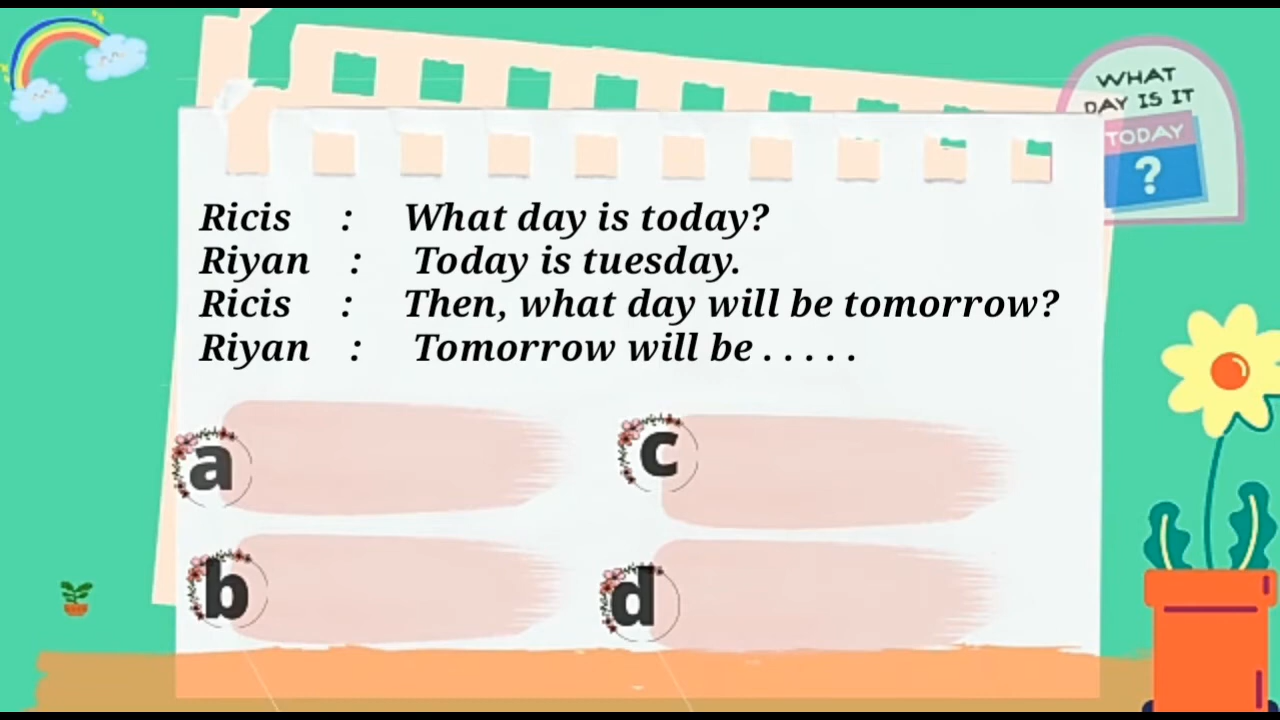 WHAT
DAY IS IT
TODAY
?
Ricis : What day is today?
Riyan : Today is tuesday.
Ricis : Then, what day will be tomorrow?
Riyan : Tomorrow will be . . . . .
a
c
b
d